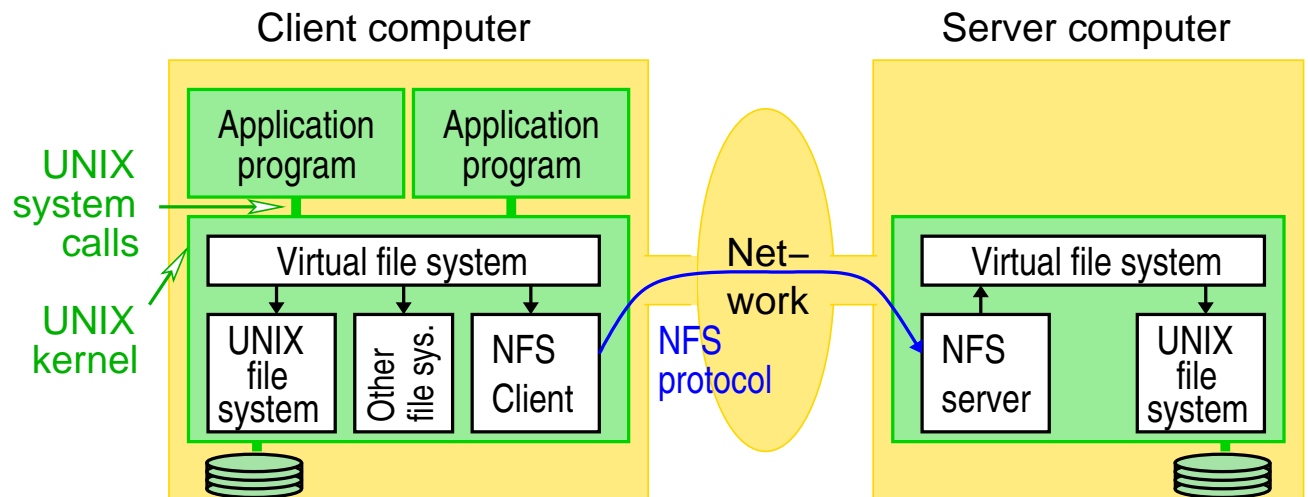 Client computer
Server computer
Application
program
Application
program
UNIX
system
calls
Virtual file system
Net–
work
Virtual file system
UNIX
kernel
UNIX
file
system
Other
file sys.
NFS
Client
NFS
protocol
NFS
server
UNIX
file
system